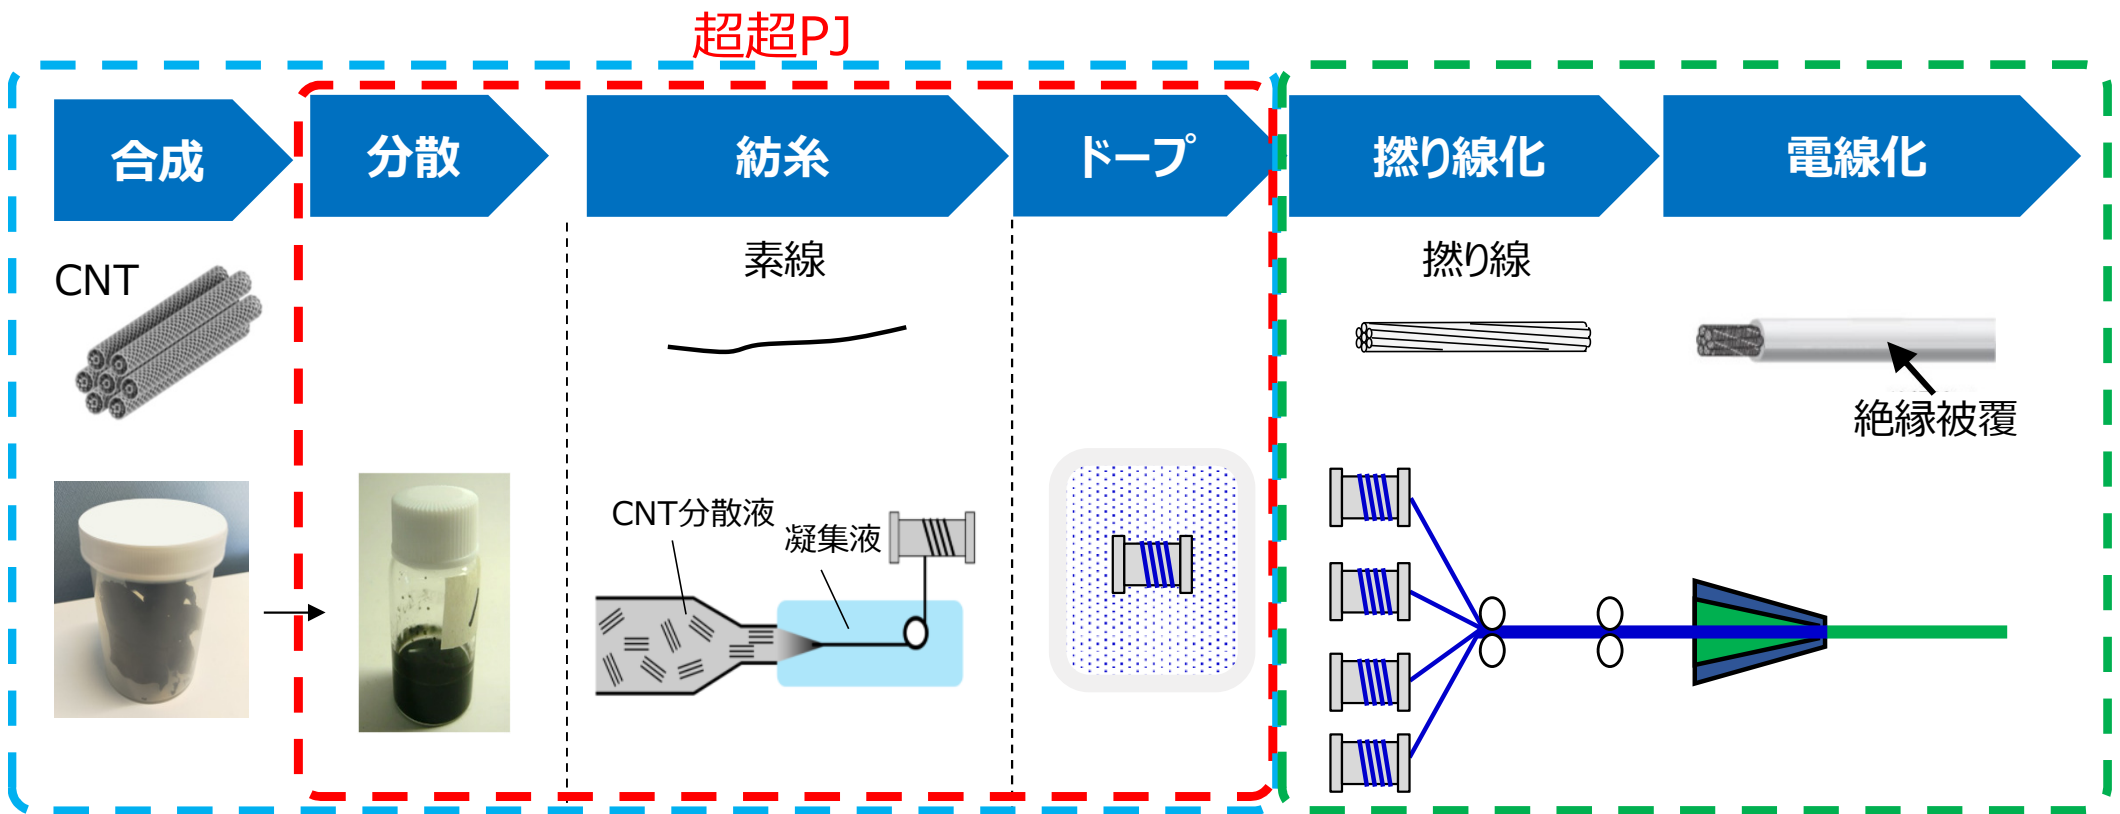 超超PJ
合成
分散
紡糸
ドープ
撚り線化
電線化
CNT
素線
撚り線
絶縁被覆
CNT分散液
凝集液